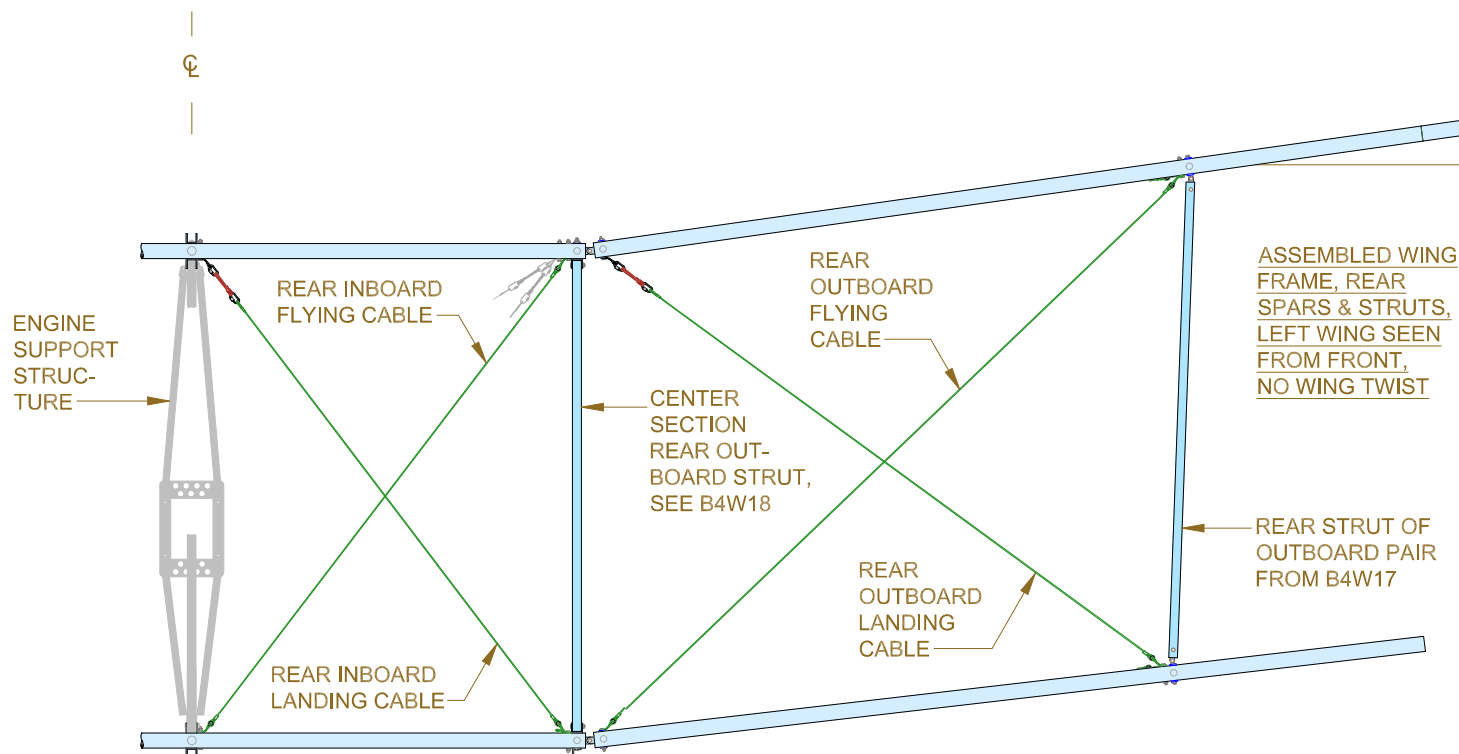 ℄
ENGINE
SUPPORT
STRUC-
TURE
REAR INBOARD
FLYING CABLE
REAR INBOARD
LANDING CABLE
CENTER
SECTION
REAR OUT-
BOARD STRUT,
SEE B4W18
REAR
OUTBOARD
FLYING
CABLE
REAR
OUTBOARD
LANDING
CABLE
ASSEMBLED WING
FRAME, REAR
SPARS & STRUTS,
LEFT WING SEEN
FROM FRONT,
NO WING TWIST
REAR STRUT OF
OUTBOARD PAIR
FROM B4W17